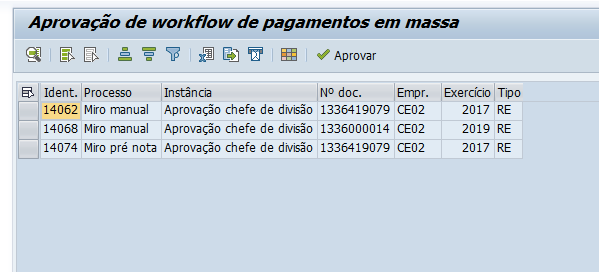 Aprovação de workflow de pagamentos em massa
Aprovar
Ident. Processo Instância Nº doc. Empr. Exercício Tipo
14062 Miro manual Aprovação chefe de divisão 1336419079 CE02 2017 RE
14068 Miro manual Aprovação chefe de divisão 1336000014 CE02 2019 RE
14074 Miro pré nota Aprovação chefe de divisão 1336419079 CE02 2017 RE